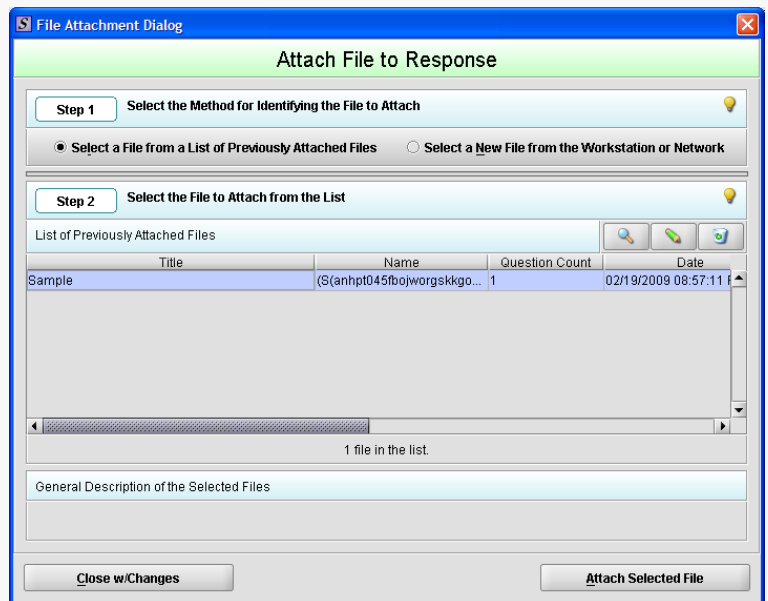 S File Attachment Dialog
Attach File to Response
Step 1 Select the Method for Identifying the File to Attach
Select a File from a List of Previously Attached Files Select a New File from the Workstation or Network
Step 2 Select the File to Attach from the List
List of Previously Attached Files
Title Name Question Count Date
Sample (S(anhpt045fbojworgskkgo... 1 02/19/2009 08:57:11
1 file in the list.
General Description of the Selected Files
Close w/Changes Attach Selected File